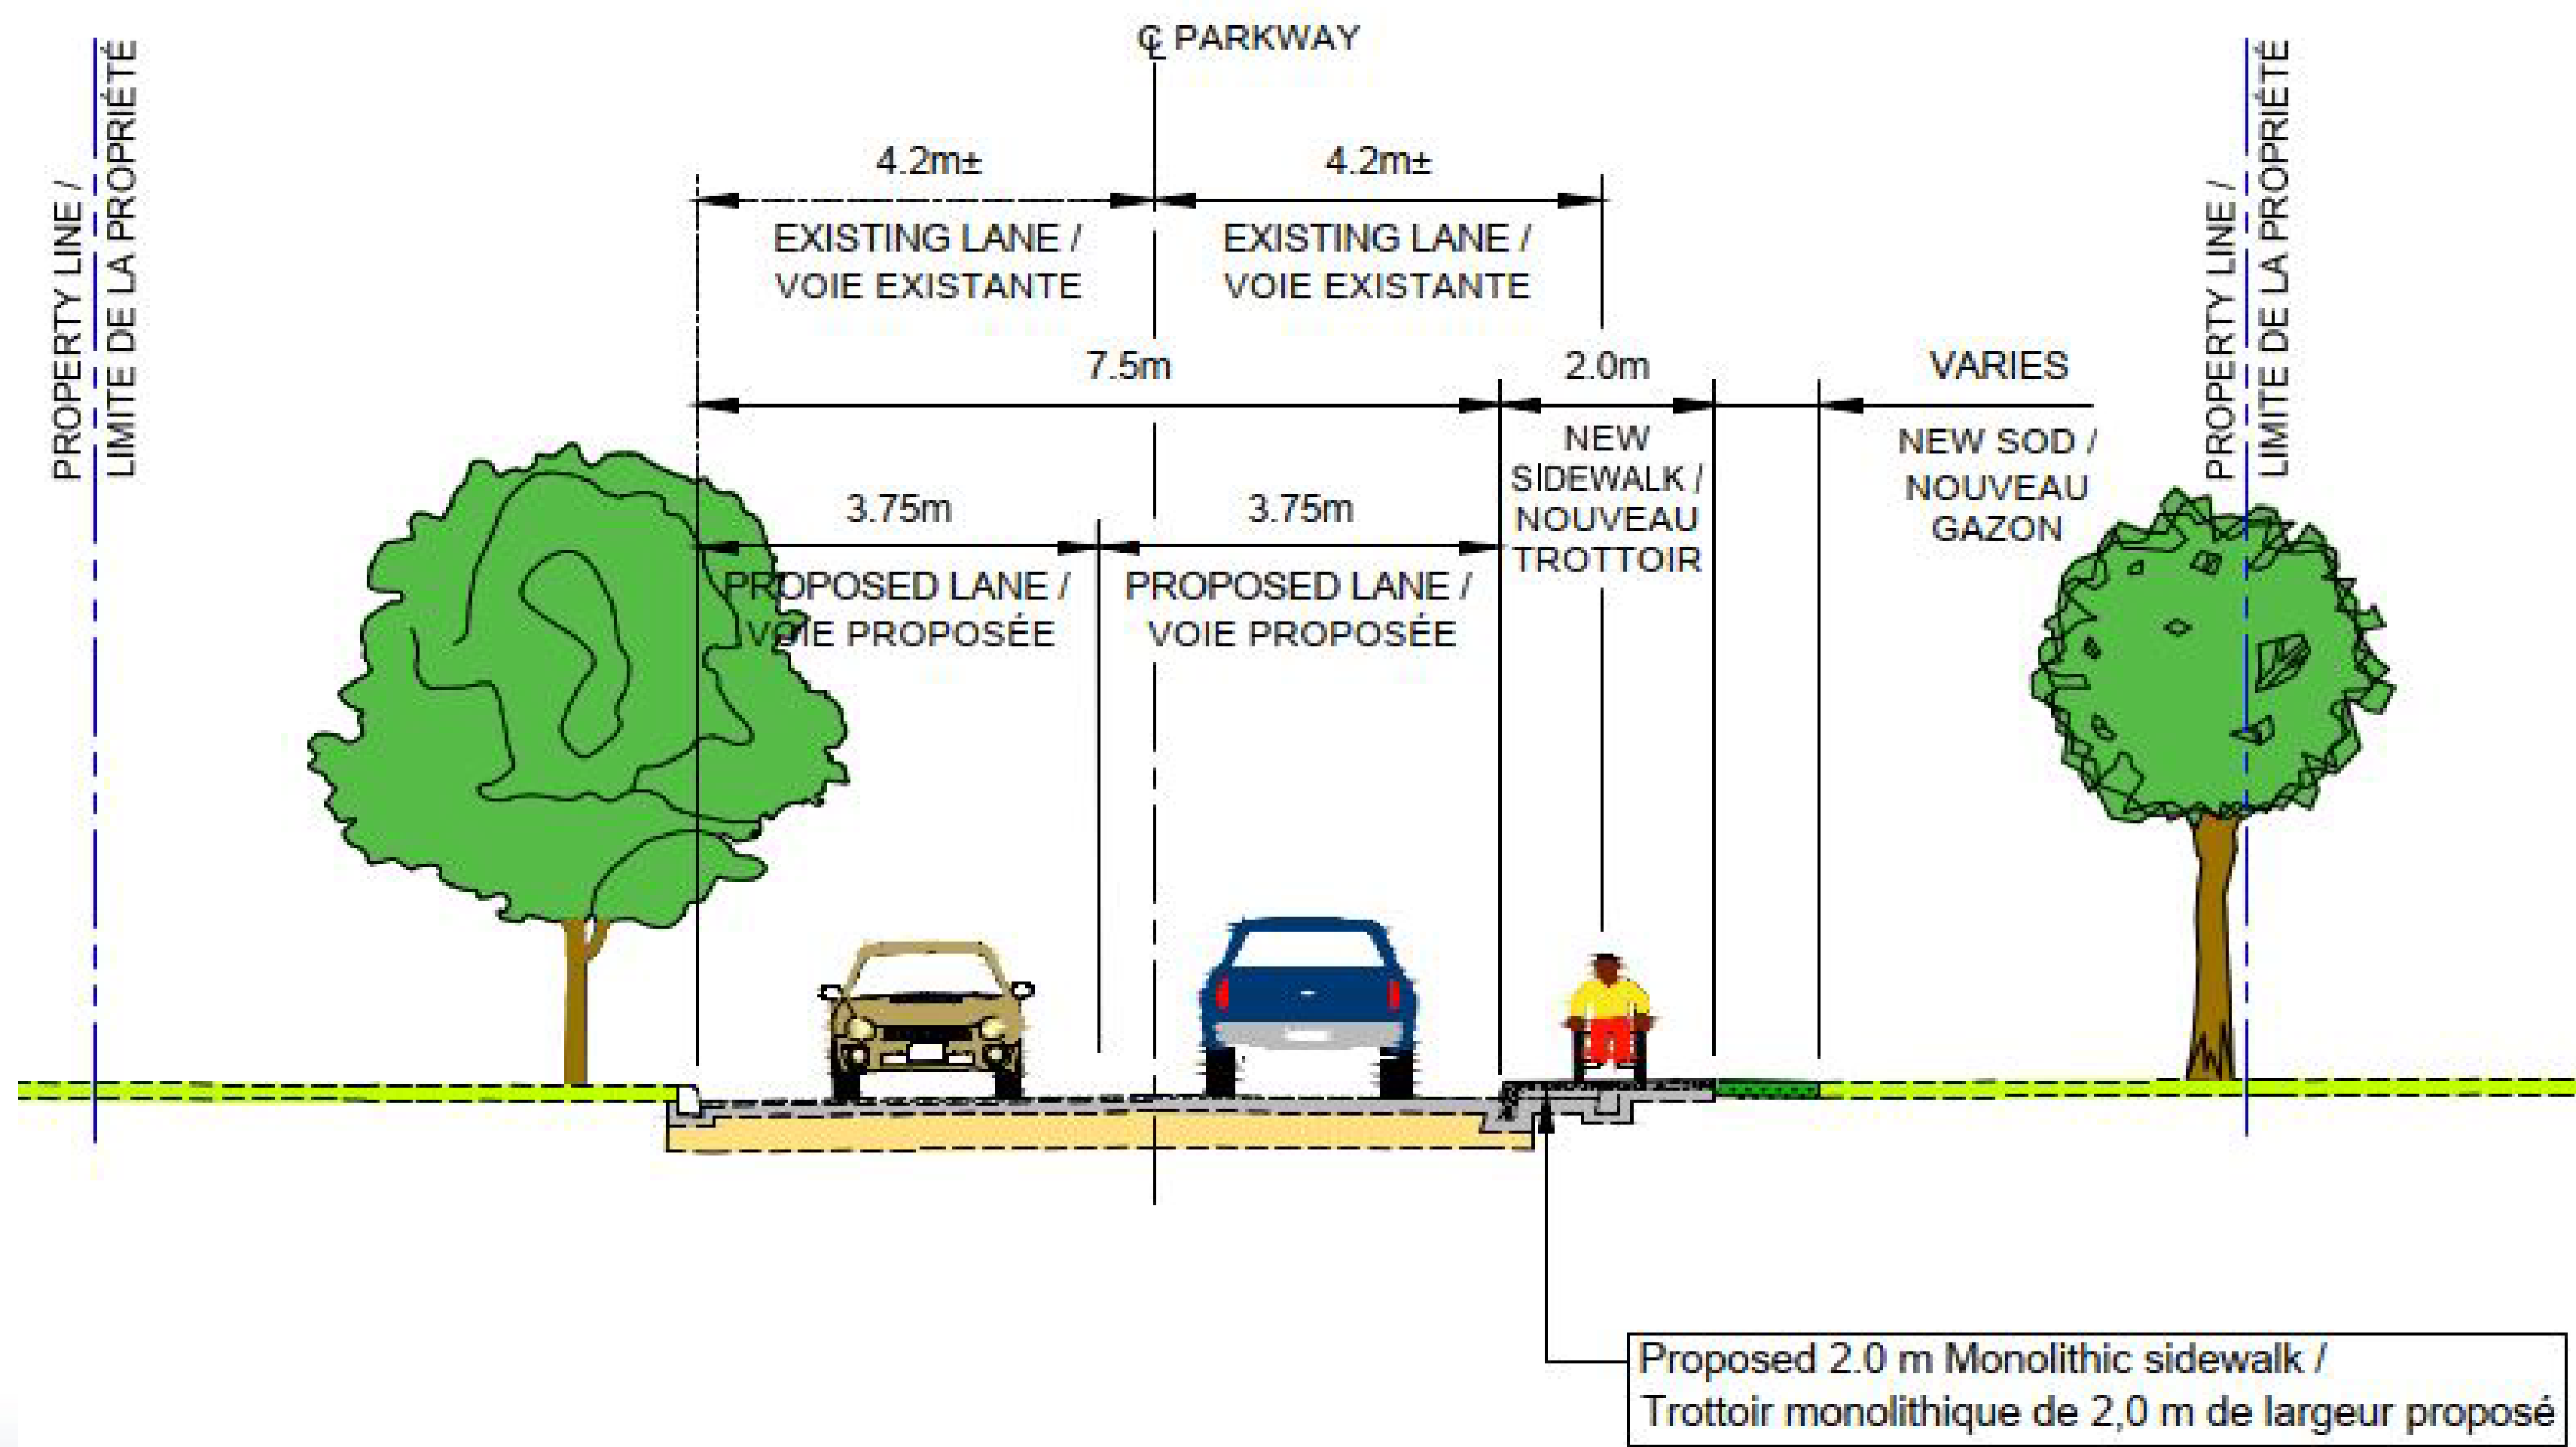 ℄ PARKWAY
PROPERTY LINE /
LIMITE DE LA PROPRIÉTÉ
4.2m±
EXISTING LANE /
VOIE EXISTANTE
4.2m±
EXISTING LANE /
VOIE EXISTANTE
PROPERTY LINE /
LIMITE DE LA PROPRIÉTÉ
7.5m
2.0m
NEW
SIDEWALK /
NOUVEAU
TROTTOIR
VARIES
NEW SOD /
NOUVEAU
GAZON
3.75m
PROPOSED LANE /
VOIE PROPOSÉE
3.75m
PROPOSED LANE /
VOIE PROPOSÉE
Proposed 2.0 m Monolithic sidewalk /
Trottoir monolithique de 2,0 m de largeur proposé